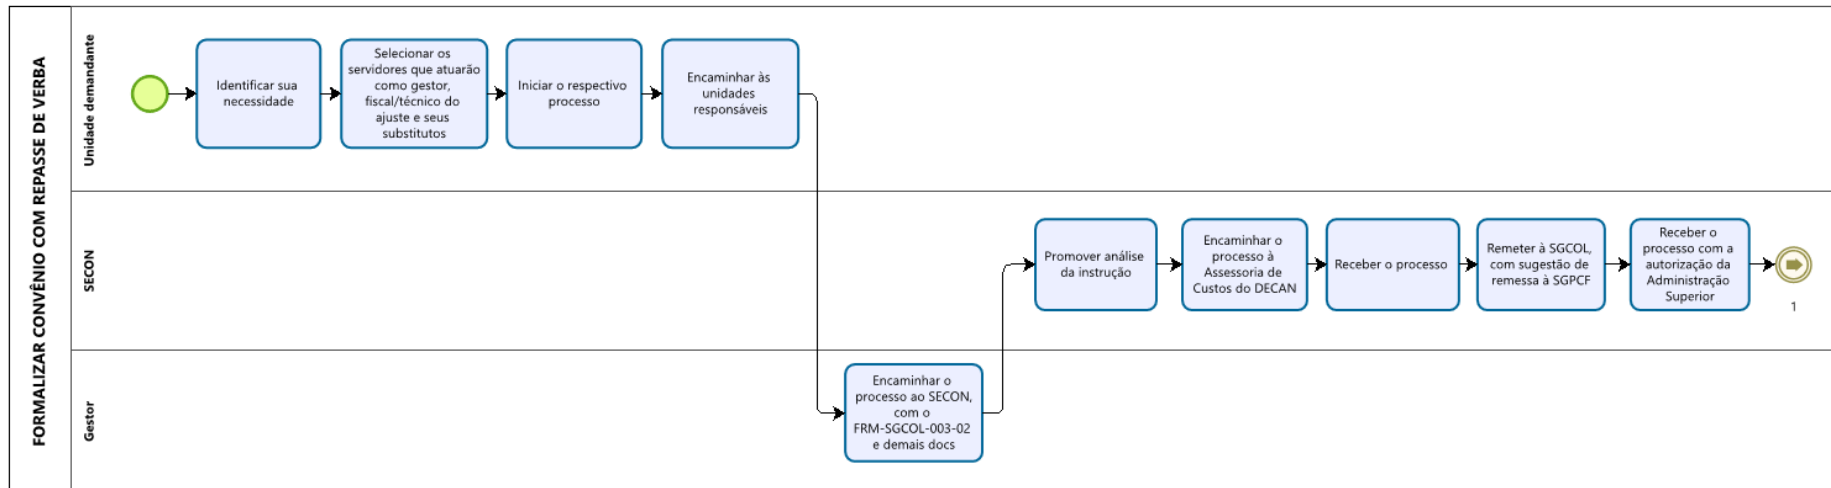 FORMALIZAR CONVÊNIO COM REPASSE DE VERBA
Unidade demandante
Identificar sua
necessidade
Selecionar os
servidores que atuarão
como gestor,
fiscal/técnico do
ajuste e seus
substitutos
Iniciar o respectivo
processo
Encaminhar às
unidades
responsáveis
SECON
Promover análise
da instrução
Encaminhar o
processo à
Assessoria de
Custos do DECAN
Receber o processo
Remeter à SGCOL,
com sugestão de
remessa à SGPCF
Receber o
processo com a
autorização da
Administração
Superior
1
Gestor
Encaminhar o
processo ao SECON,
com o
FRM-SGCOL-003-02
e demais docs